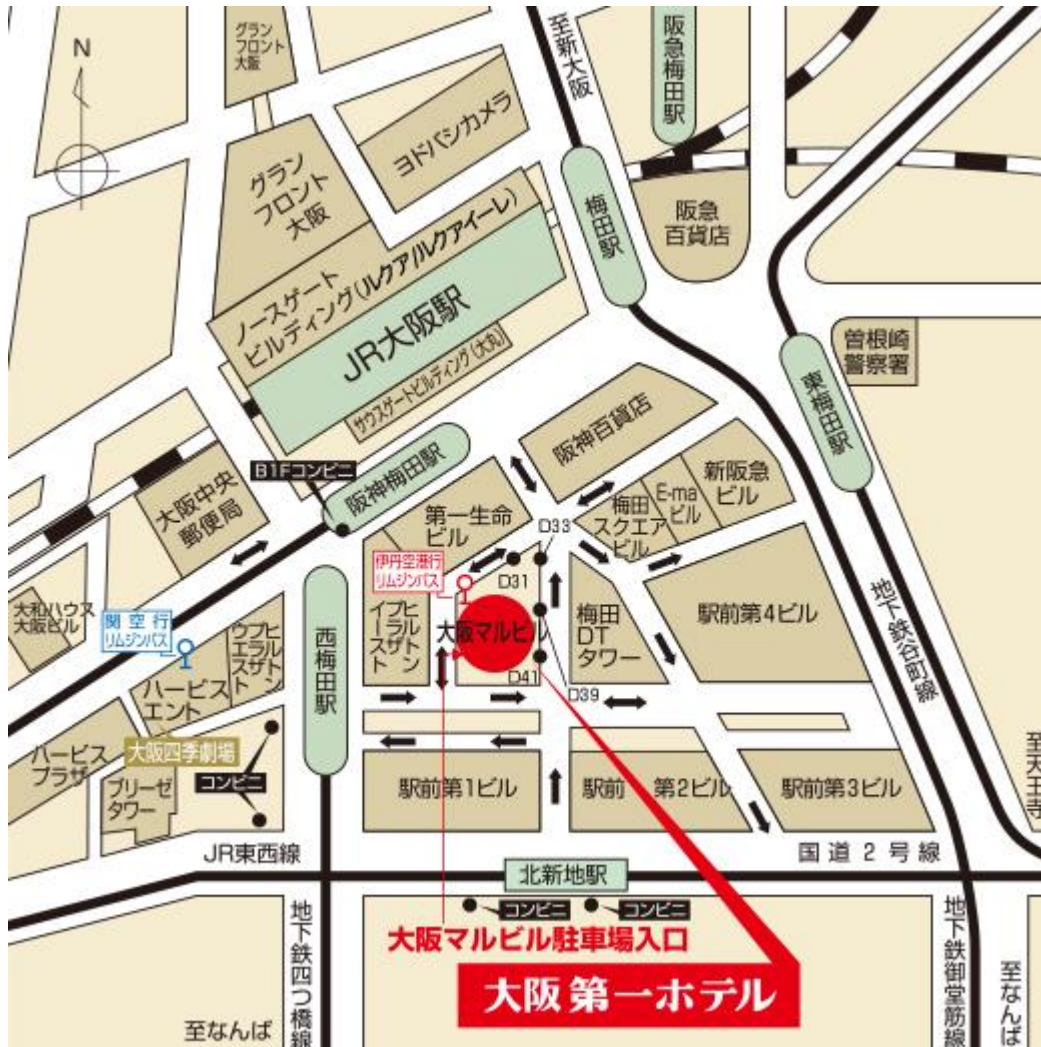 N
グラン
フロント
大阪
至新大阪
阪急梅田駅
ヨドバシカメラ
グラン
フロント
大阪
梅田駅
阪急
百貨店
ノースゲート
ビルディング(ルクア/ルクアイーレ)
JR大阪駅
サウスゲートビルディング(大丸)
曽根崎
警察署
東梅田駅
B1Fコンビニ
阪神梅田駅
阪神百貨店
大阪中央
郵便局
第一生命
ビル
梅田
スクエア
ビル
E-ma
ビル
新阪急
ビル
D33
伊丹空港行
リムジンバス
D31
大和ハウス
大阪ビル
関空行
リムジンバス
ヒルトン
プラザ
ウエスト
西梅田駅
ヒルトン
プラザ
イースト
大阪マルビル
梅田
DT
タワー
駅前第4ビル
地下鉄谷町線
D41
D39
ハービス
エント
大阪四季劇場
ハービス
プラザ
ブリーゼ
タワー
コンビニ
駅前第1ビル
駅前 第2ビル
駅前第3ビル
至天王寺
JR東西線
国道2号線
北新地駅
コンビニ
コンビニ
大阪マルビル駐車場入口
大阪第一ホテル
地下鉄四つ橋線
至なんば
地下鉄御堂筋線
至なんば